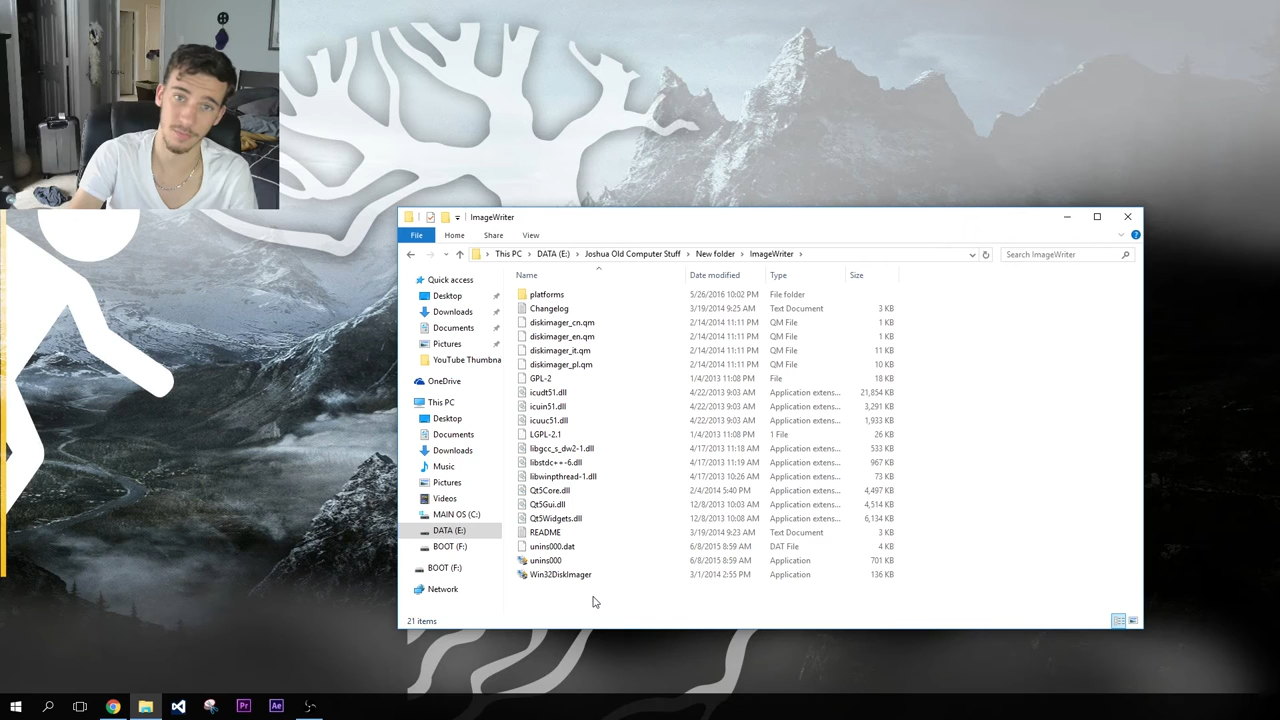 ImageWriter
File Home Share View
This PC > DATA (E:) > Joshua Old Computer Stuff > New folder > ImageWriter >
Search ImageWriter
Name Date modified Type Size
Quick access
Desktop
Downloads
Documents
Pictures
YouTube Thumbna
OneDrive
This PC
Desktop
Documents
Downloads
Music
Pictures
Videos
MAIN OS (C:)
DATA (E:)
BOOT (F:)
BOOT (F:)
Network
platforms 5/26/2016 10:02 PM File folder
Changelog 3/19/2014 9:25 AM Text Document 3 KB
diskimager_cn.qm 2/14/2014 11:11 PM QM File 1 KB
diskimager_en.qm 2/14/2014 11:11 PM QM File 1 KB
diskimager_it.qm 2/14/2014 11:11 PM QM File 11 KB
diskimager_pl.qm 2/14/2014 11:11 PM QM File 10 KB
GPL-2 1/4/2013 11:08 PM File 18 KB
icudt51.dll 4/22/2013 9:03 AM Application extens... 21,854 KB
icuin51.dll 4/22/2013 9:03 AM Application extens... 3,291 KB
icuuc51.dll 4/22/2013 9:03 AM Application extens... 1,933 KB
LGPL-2.1 1/4/2013 11:08 PM 1 File 26 KB
libgcc_s_dw2-1.dll 4/17/2013 11:18 AM Application extens... 533 KB
libstdc++-6.dll 4/17/2013 11:19 AM Application extens... 967 KB
libwinpthread-1.dll 4/17/2013 10:26 AM Application extens... 73 KB
Qt5Core.dll 2/4/2014 5:40 PM Application extens... 4,497 KB
Qt5Gui.dll 12/8/2013 10:03 AM Application extens... 4,514 KB
Qt5Widgets.dll 12/8/2013 10:08 AM Application extens... 6,134 KB
README 3/19/2014 9:23 AM Text Document 3 KB
unins000.dat 6/8/2015 8:59 AM DAT File 4 KB
unins000 6/8/2015 8:59 AM Application 701 KB
Win32DiskImager 3/1/2014 2:55 PM Application 136 KB
21 items
Pr Ae